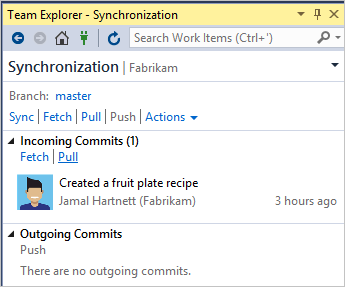 Team Explorer - Synchronization
Search Work Items (Ctrl+')
Synchronization | Fabrikam
Branch: master
Sync | Fetch | Pull | Push | Actions
Incoming Commits (1)
Fetch | Pull
Created a fruit plate recipe
Jamal Hartnett (Fabrikam) 3 hours ago
Outgoing Commits
Push
There are no outgoing commits.